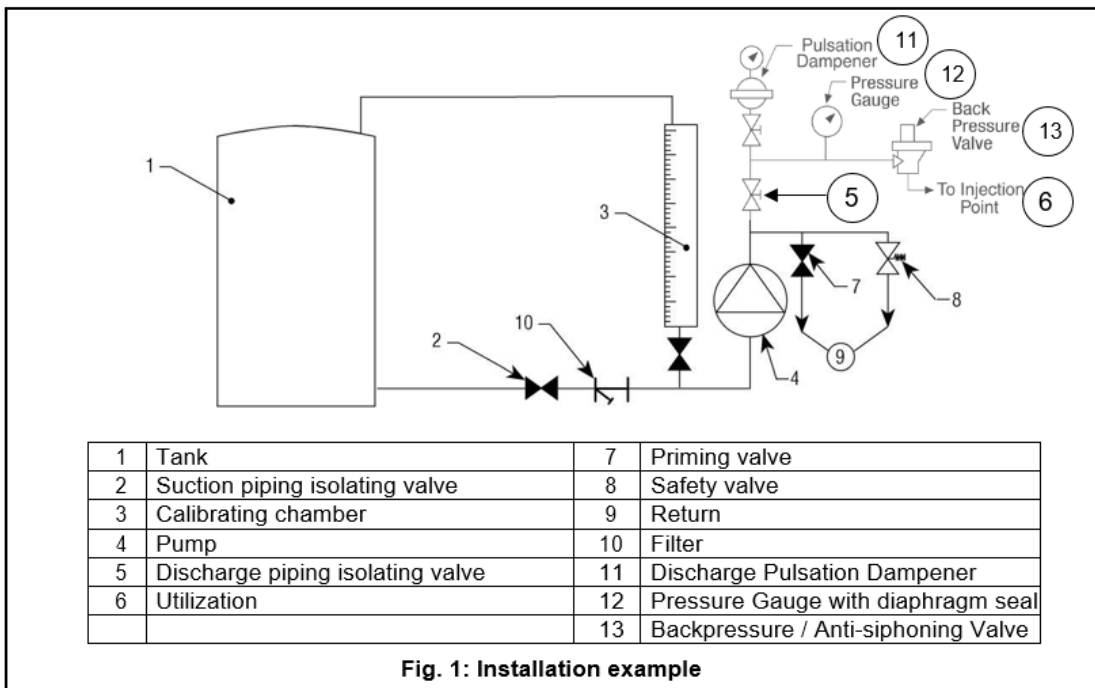 Pulsation
Dampener
11
Pressure
Gauge
12
Back
Pressure
Valve
13
To Injection
Point
6
5
1
3
2
10
4
7
8
9
1 Tank 7 Priming valve
2 Suction piping isolating valve 8 Safety valve
3 Calibrating chamber 9 Return
4 Pump 10 Filter
5 Discharge piping isolating valve 11 Discharge Pulsation Dampener
6 Utilization 12 Pressure Gauge with diaphragm seal
13 Backpressure / Anti-siphoning Valve
Fig. 1: Installation example